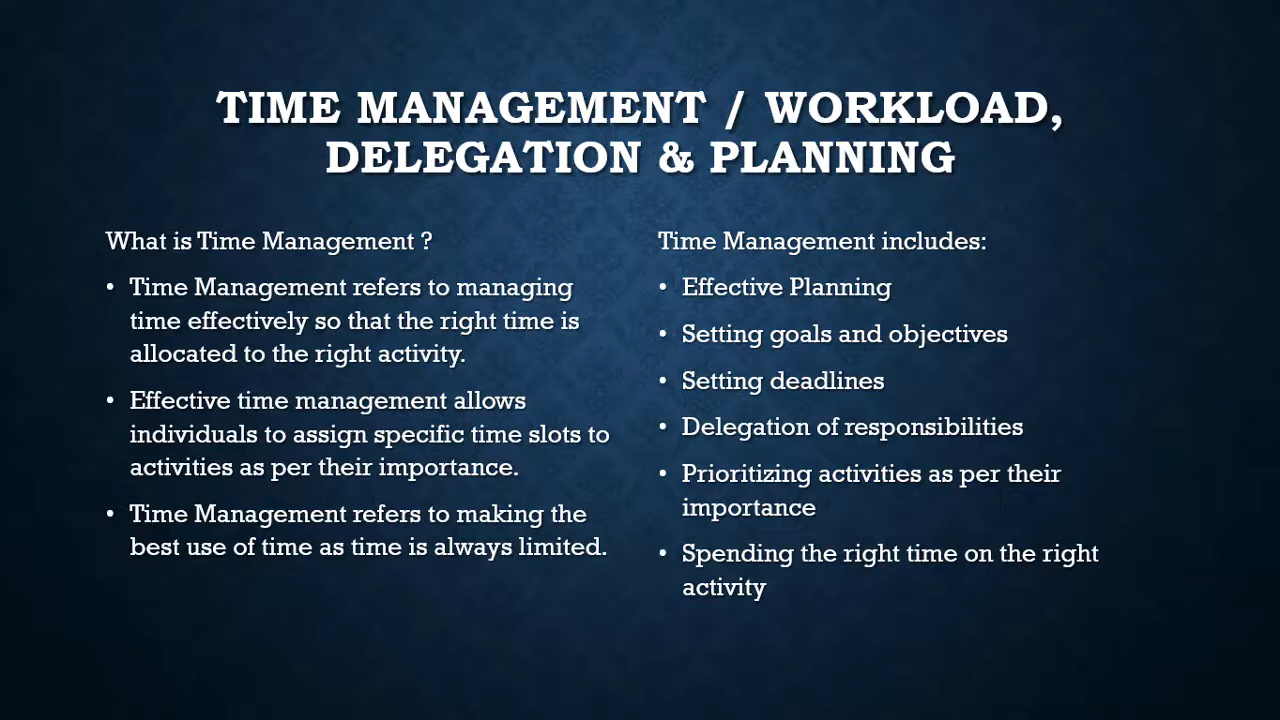 TIME MANAGEMENT / WORKLOAD,
DELEGATION & PLANNING
What is Time Management ?
• Time Management refers to managing
time effectively so that the right time is
allocated to the right activity.
• Effective time management allows
individuals to assign specific time slots to
activities as per their importance.
• Time Management refers to making the
best use of time as time is always limited.
Time Management includes:
• Effective Planning
• Setting goals and objectives
• Setting deadlines
• Delegation of responsibilities
• Prioritizing activities as per their
importance
• Spending the right time on the right
activity